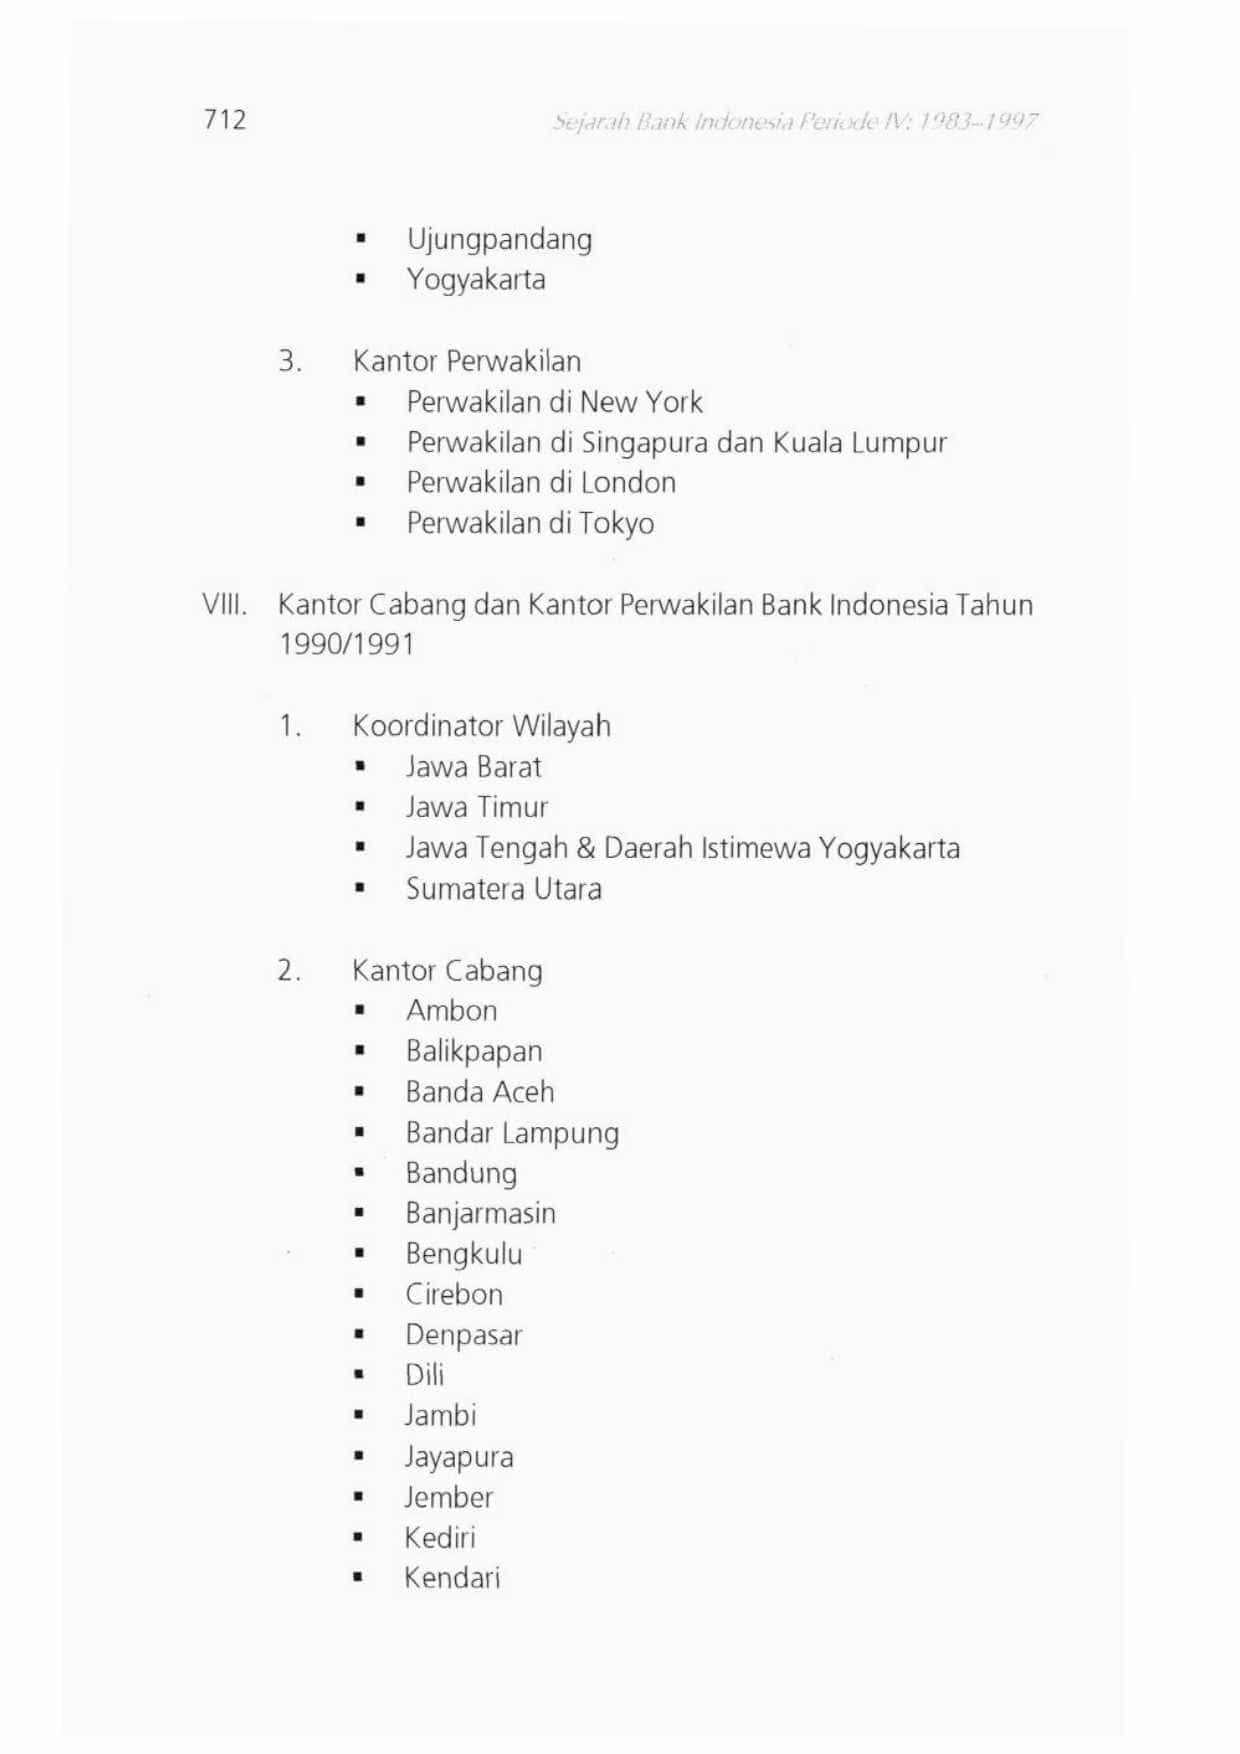 712 Sejarah Bank Indonesia Periode IV: 1983–1997
▪ Ujungpandang
▪ Yogyakarta
3. Kantor Perwakilan
▪ Perwakilan di New York
▪ Perwakilan di Singapura dan Kuala Lumpur
▪ Perwakilan di London
▪ Perwakilan di Tokyo
VIII. Kantor Cabang dan Kantor Perwakilan Bank Indonesia Tahun
1990/1991
1. Koordinator Wilayah
▪ Jawa Barat
▪ Jawa Timur
▪ Jawa Tengah & Daerah Istimewa Yogyakarta
▪ Sumatera Utara
2. Kantor Cabang
▪ Ambon
▪ Balikpapan
▪ Banda Aceh
▪ Bandar Lampung
▪ Bandung
▪ Banjarmasin
▪ Bengkulu
▪ Cirebon
▪ Denpasar
▪ Dili
▪ Jambi
▪ Jayapura
▪ Jember
▪ Kediri
▪ Kendari